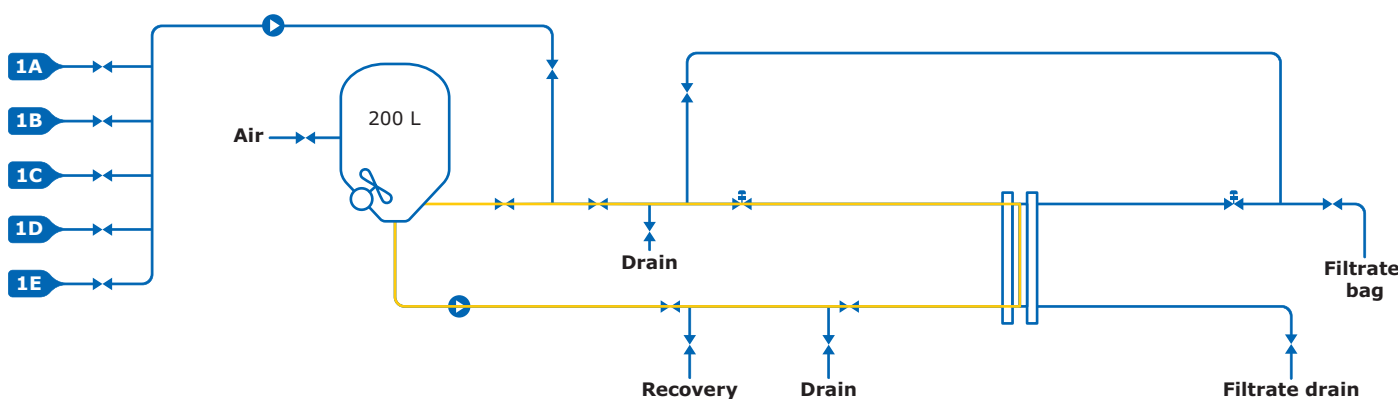 1A
200 L
1B
Air
1C
1D
Drain
Filtrate
bag
1E
Recovery
Drain
Filtrate drain